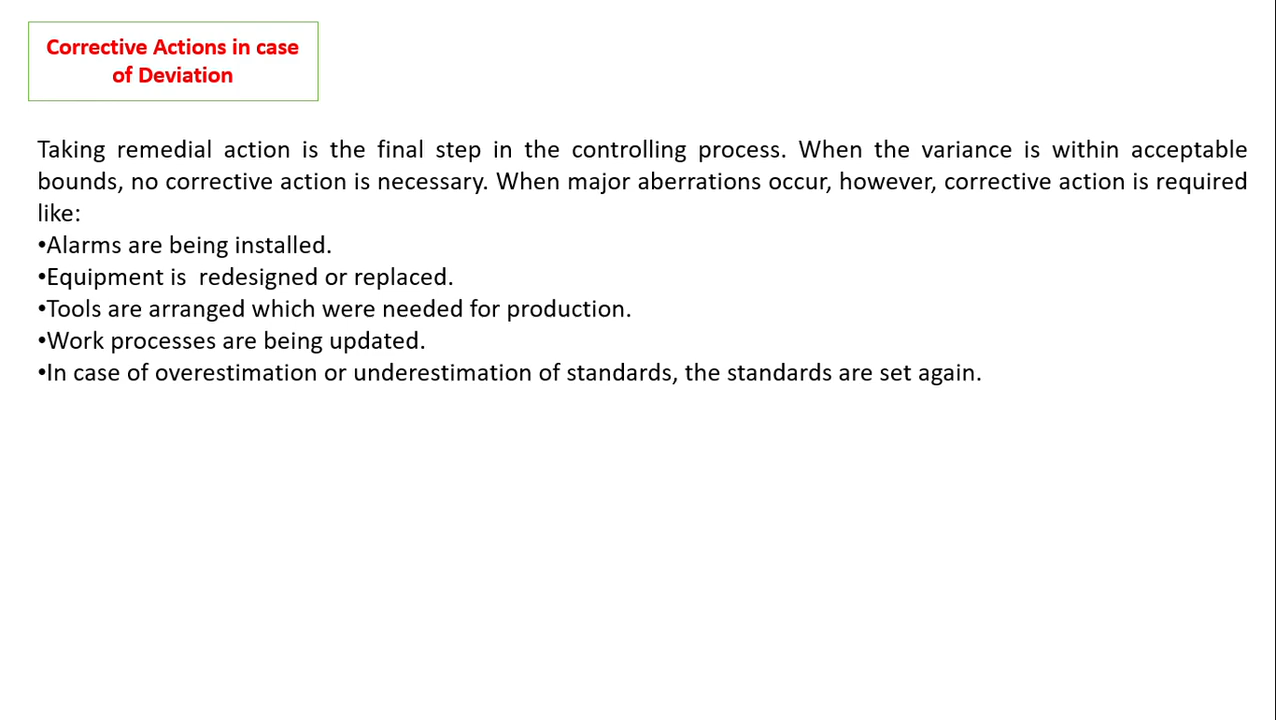 Corrective Actions in case
of Deviation
Taking remedial action is the final step in the controlling process. When the variance is within acceptable
bounds, no corrective action is necessary. When major aberrations occur, however, corrective action is required
like:
•Alarms are being installed.
•Equipment is  redesigned or replaced.
•Tools are arranged which were needed for production.
•Work processes are being updated.
•In case of overestimation or underestimation of standards, the standards are set again.